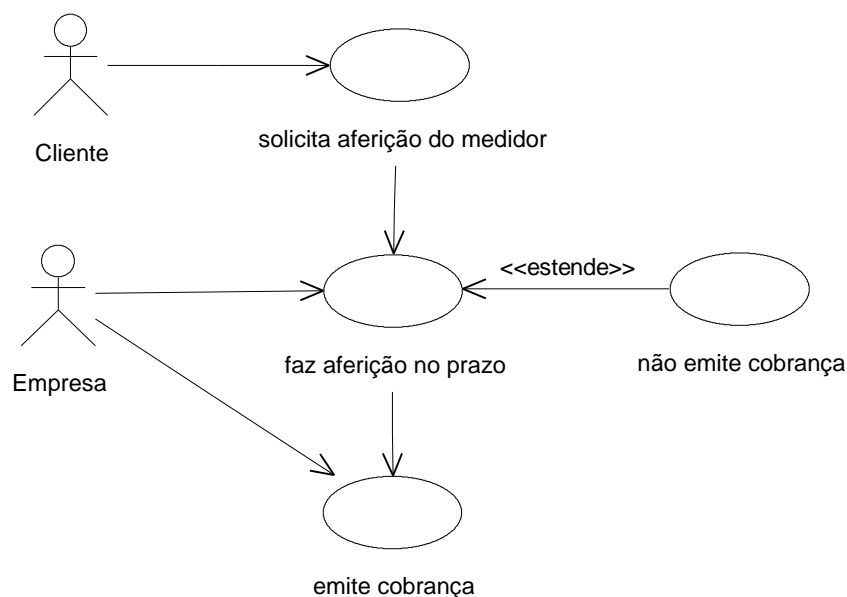 Cliente
solicita aferição do medidor
<<estende>>
Empresa
faz aferição no prazo
não emite cobrança
emite cobrança